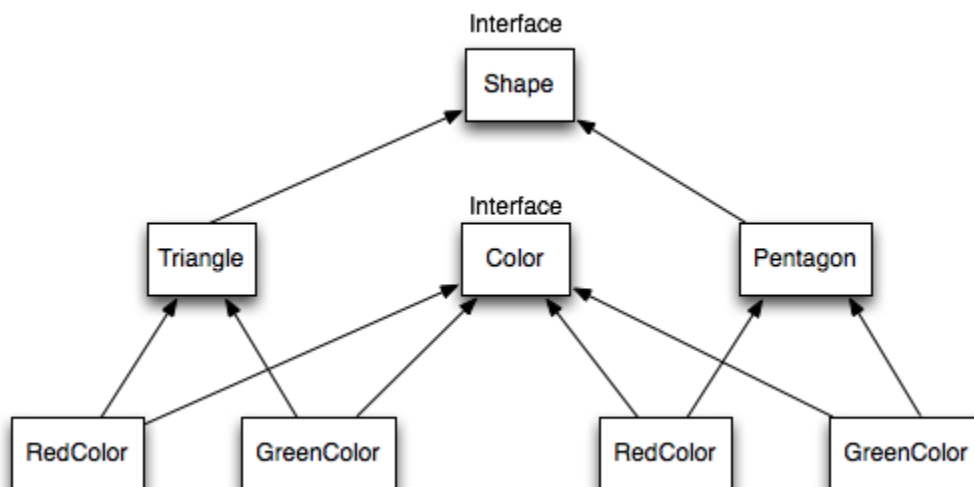 Interface
Shape
Interface
Triangle
Color
Pentagon
RedColor
GreenColor
RedColor
GreenColor